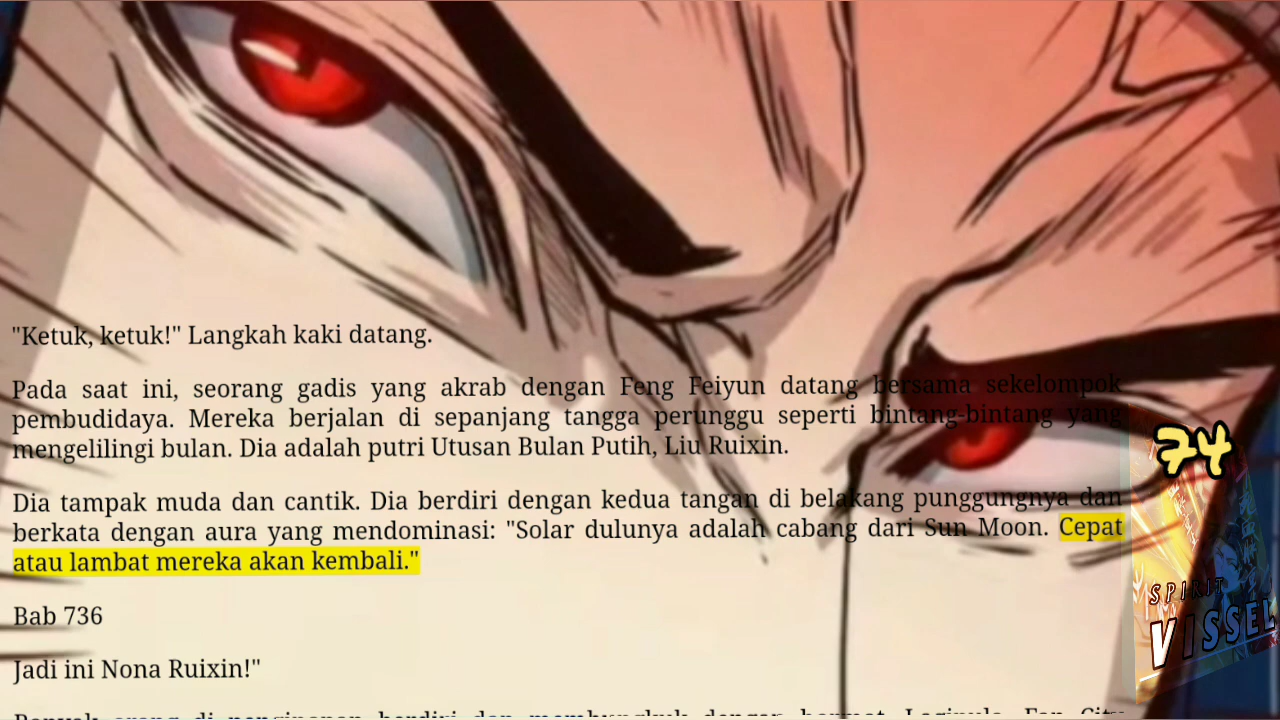 "Ketuk, ketuk!" Langkah kaki datang.
Pada saat ini, seorang gadis yang akrab dengan Feng Feiyun datang bersama sekelompok
pembudidaya. Mereka berjalan di sepanjang tangga perunggu seperti bintang-bintang yang
mengelilingi bulan. Dia adalah putri Utusan Bulan Putih, Liu Ruixin.
Dia tampak muda dan cantik. Dia berdiri dengan kedua tangan di belakang punggungnya dan
berkata dengan aura yang mendominasi: "Solar dulunya adalah cabang dari Sun Moon. Cepat
atau lambat mereka akan kembali."
Bab 736
Jadi ini Nona Ruixin!"
74
SPIRIT
VISSEL